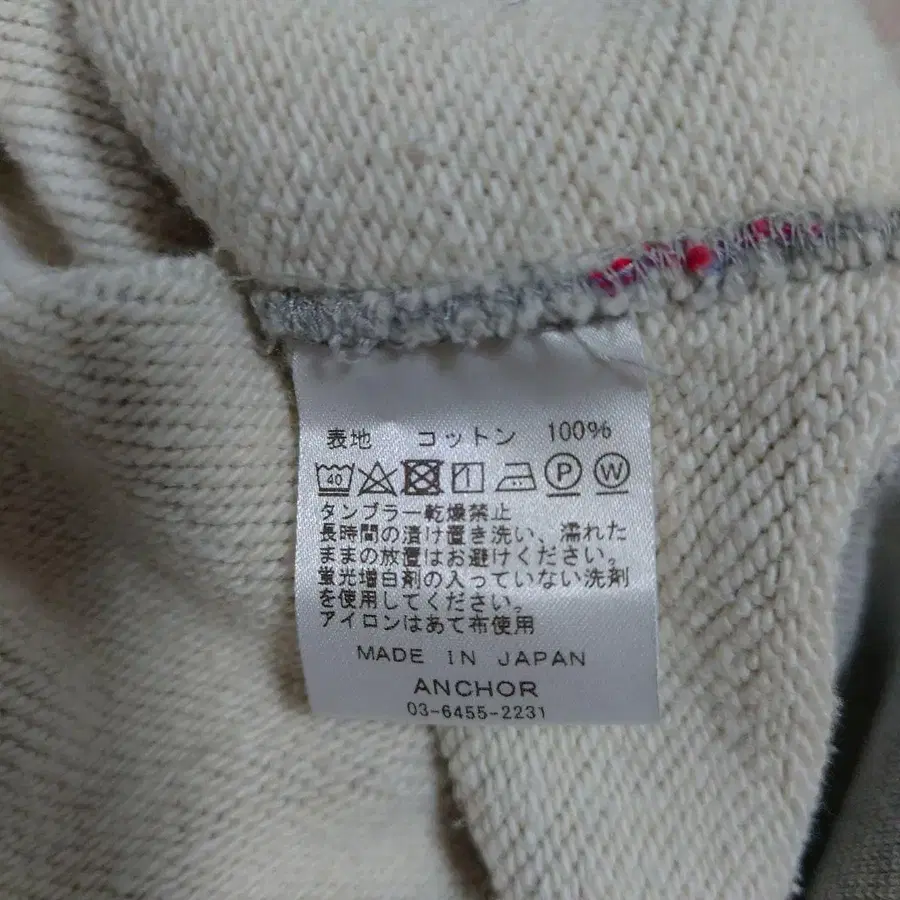 表地 コットン 100%
40 P W
タンブラー乾燥禁止
長時間の漬け置き洗い、濡れた
ままの放置はお避けください。
蛍光増白剤の入っていない洗剤
を使用してください。
アイロンはあて布使用
MADE IN JAPAN
ANCHOR
03-6455-2231